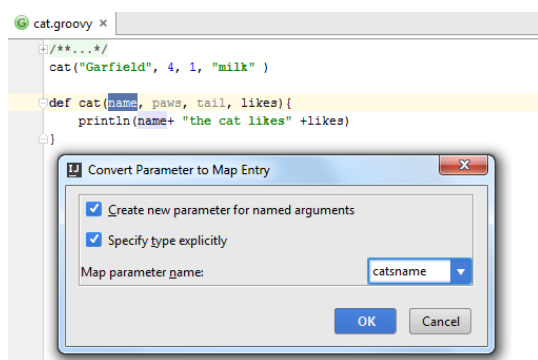 cat.groovy ×
/**...*/
cat("Garfield", 4, 1, "milk" )
def cat(name, paws, tail, likes){
println(name+ "the cat likes" +likes)
}
Convert Parameter to Map Entry
Create new parameter for named arguments
Specify type explicitly
Map parameter name: catsname
OK Cancel